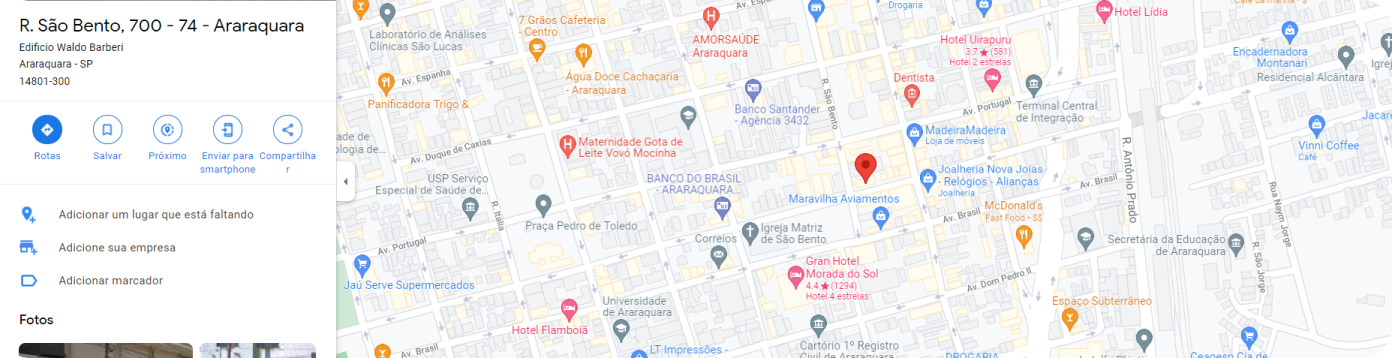 R. São Bento, 700 - 74 - Araraquara
Edificio Waldo Barberi
Araraquara - SP
14801-300
Rotas
Salvar
Próximo
Enviar para
smartphone
Compartilha
r
Adicionar um lugar que está faltando
Adicione sua empresa
Adicionar marcador
Fotos
Laboratório de Análises
Clínicas São Lucas
7 Grãos Cafeteria
- Centro
AMORSAÚDE
Araraquara
Drogaria
Hotel Lídia
Hotel Uirapuru
3.7 ★ (581)
Hotel 2 estrelas
Encadernadora
Montanari
Residencial Alcântara
Av. Espanha
Água Doce Cachaçaria
- Araraquara
Panificadora Trigo &
R. São Bento
Dentista
Banco Santander
- Agência 3432
Av. Portugal
Terminal Central
de Integração
MadeiraMadeira
Loja de móveis
Vinni Coffee
Café
Maternidade Gota de
Leite Vovó Mocinha
Av. Duque de Caxias
USP Serviço
Especial de Saúde de...
BANCO DO BRASIL
- ARARAQUARA...
Joalheria Nova Joias
- Relógios - Alianças
Joalheria
Av. Brasil
R. Antônio Prado
Rua Naym Jorge
Maravilha Aviamentos
McDonald's
Fast Food • $$
Av. Brasil
R. Itália
Praça Pedro de Toledo
Igreja Matriz
de São Bento
Correios
Av. Portugal
Secretária da Educação
de Araraquara
R. São Jorge
Gran Hotel
Morada do Sol
4.4 ★ (1294)
Hotel 4 estrelas
Av. Dom Pedro II
Jaú Serve Supermercados
Universidade
de Araraquara
Espaço Subterrâneo
Hotel Flamboiã
Cartório 1º Registro
Civil de Araraquara
LT Impressões -
DROGARIA
Ceagesp Cia de